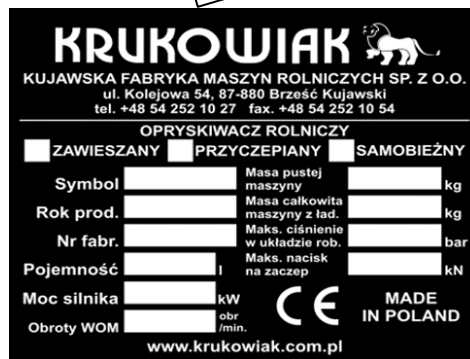 KRUKOWIAK
KUJAWSKA FABRYKA MASZYN ROLNICZYCH SP. Z O.O.
ul. Kolejowa 54, 87-880 Brześć Kujawski
tel. +48 54 252 10 27 fax. +48 54 252 10 54
OPRYSKIWACZ ROLNICZY
ZAWIESZANY PRZYCZEPIANY SAMOBIEŻNY
Symbol
Masa pustej
maszyny kg
Rok prod.
Masa całkowita
maszyny z ład. kg
Nr fabr.
Maks. ciśnienie
w układzie rob. bar
Pojemność l
Maks. nacisk
na zaczep kN
Moc silnika kW
Obroty WOM obr
/min.
CE
MADE
IN POLAND
www.krukowiak.com.pl